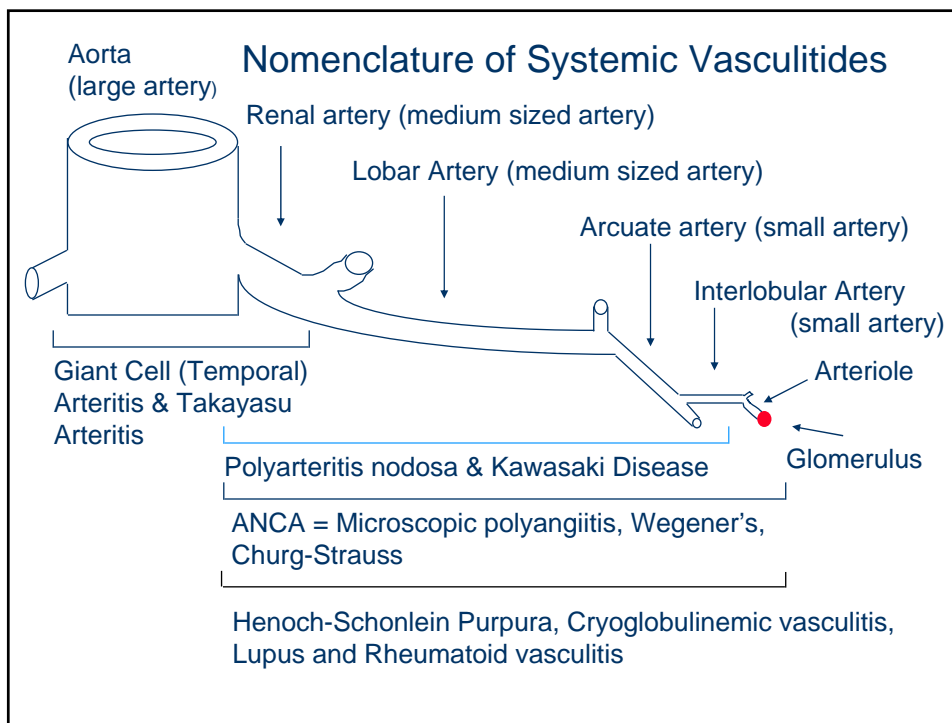 Nomenclature of Systemic Vasculitides
Aorta
(large artery)
Renal artery (medium sized artery)
Lobar Artery (medium sized artery)
Arcuate artery (small artery)
Interlobular Artery
(small artery)
Arteriole
Glomerulus
Giant Cell (Temporal)
Arteritis & Takayasu
Arteritis
Polyarteritis nodosa & Kawasaki Disease
ANCA = Microscopic polyangiitis, Wegener's,
Churg-Strauss
Henoch-Schonlein Purpura, Cryoglobulinemic vasculitis,
Lupus and Rheumatoid vasculitis